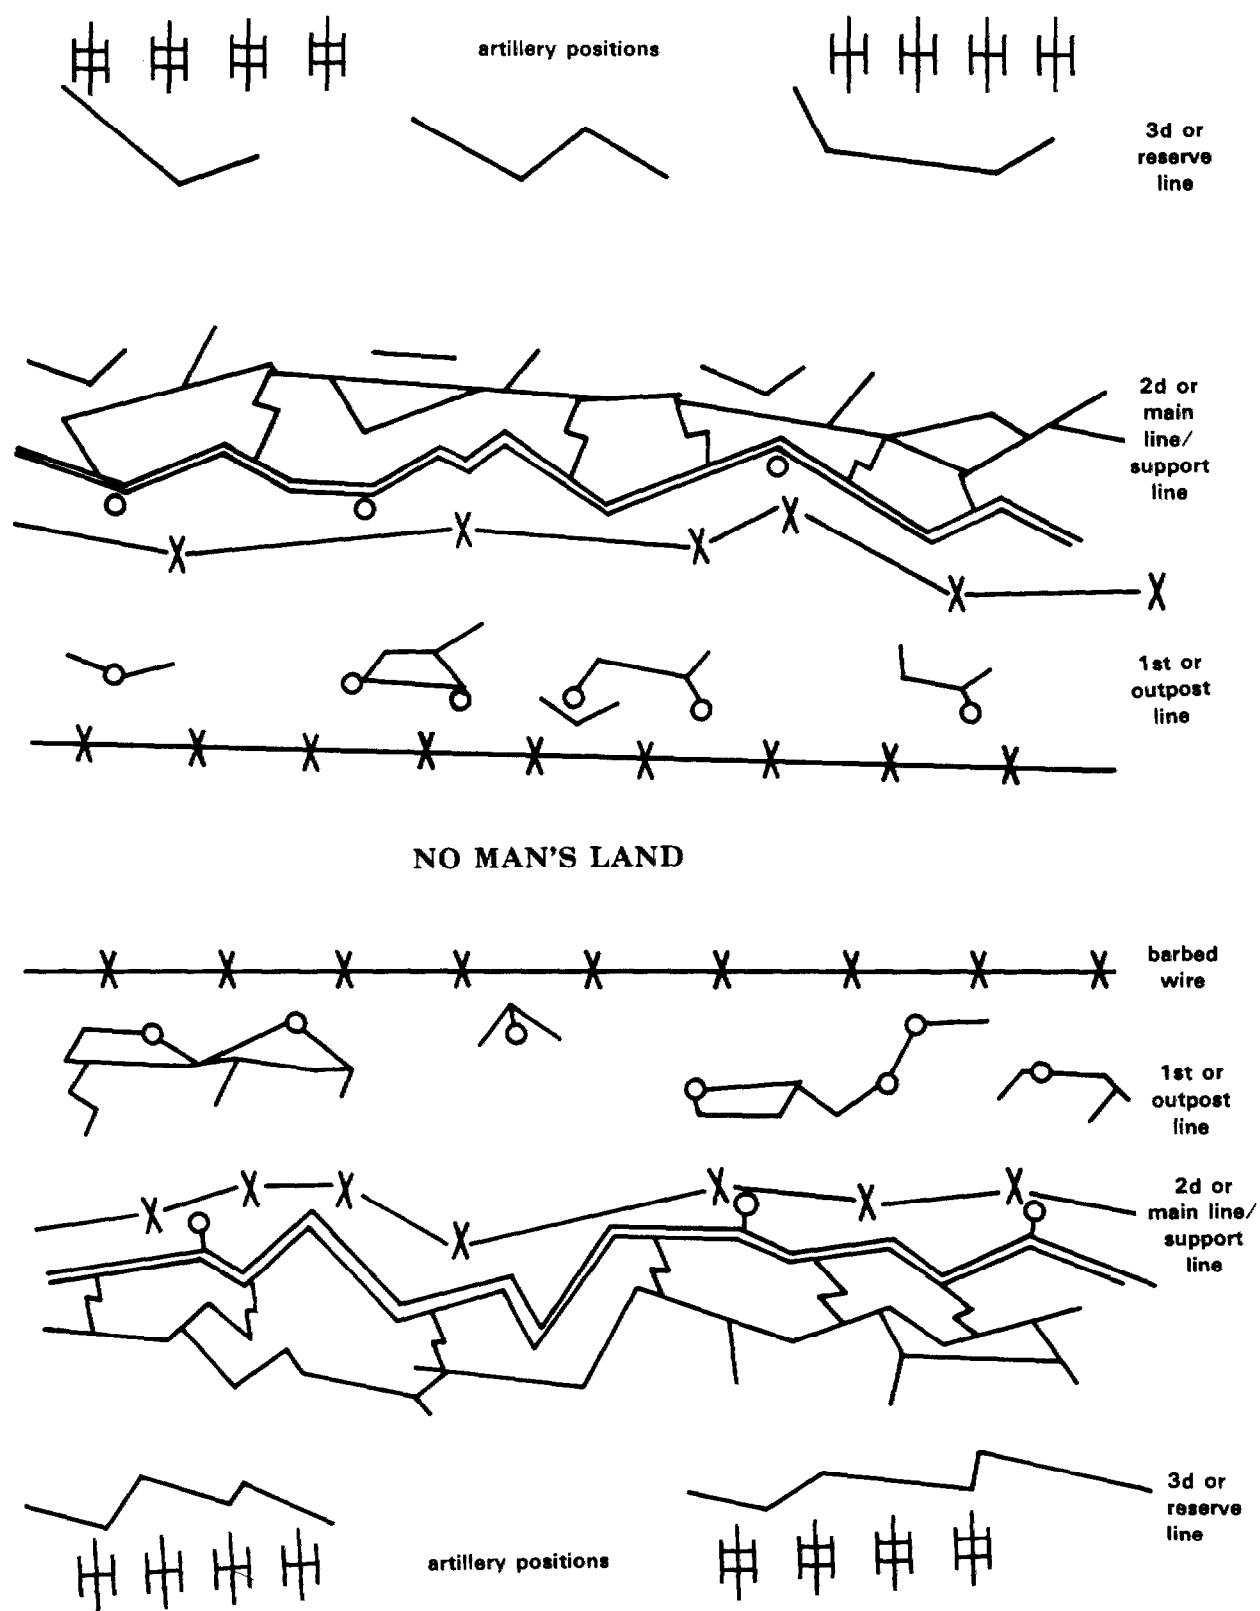 artillery positions
3d or
reserve
line
2d or
main
line/
support
line
1st or
outpost
line
NO MAN'S LAND
barbed
wire
1st or
outpost
line
2d or
main line/
support
line
3d or
reserve
line
artillery positions